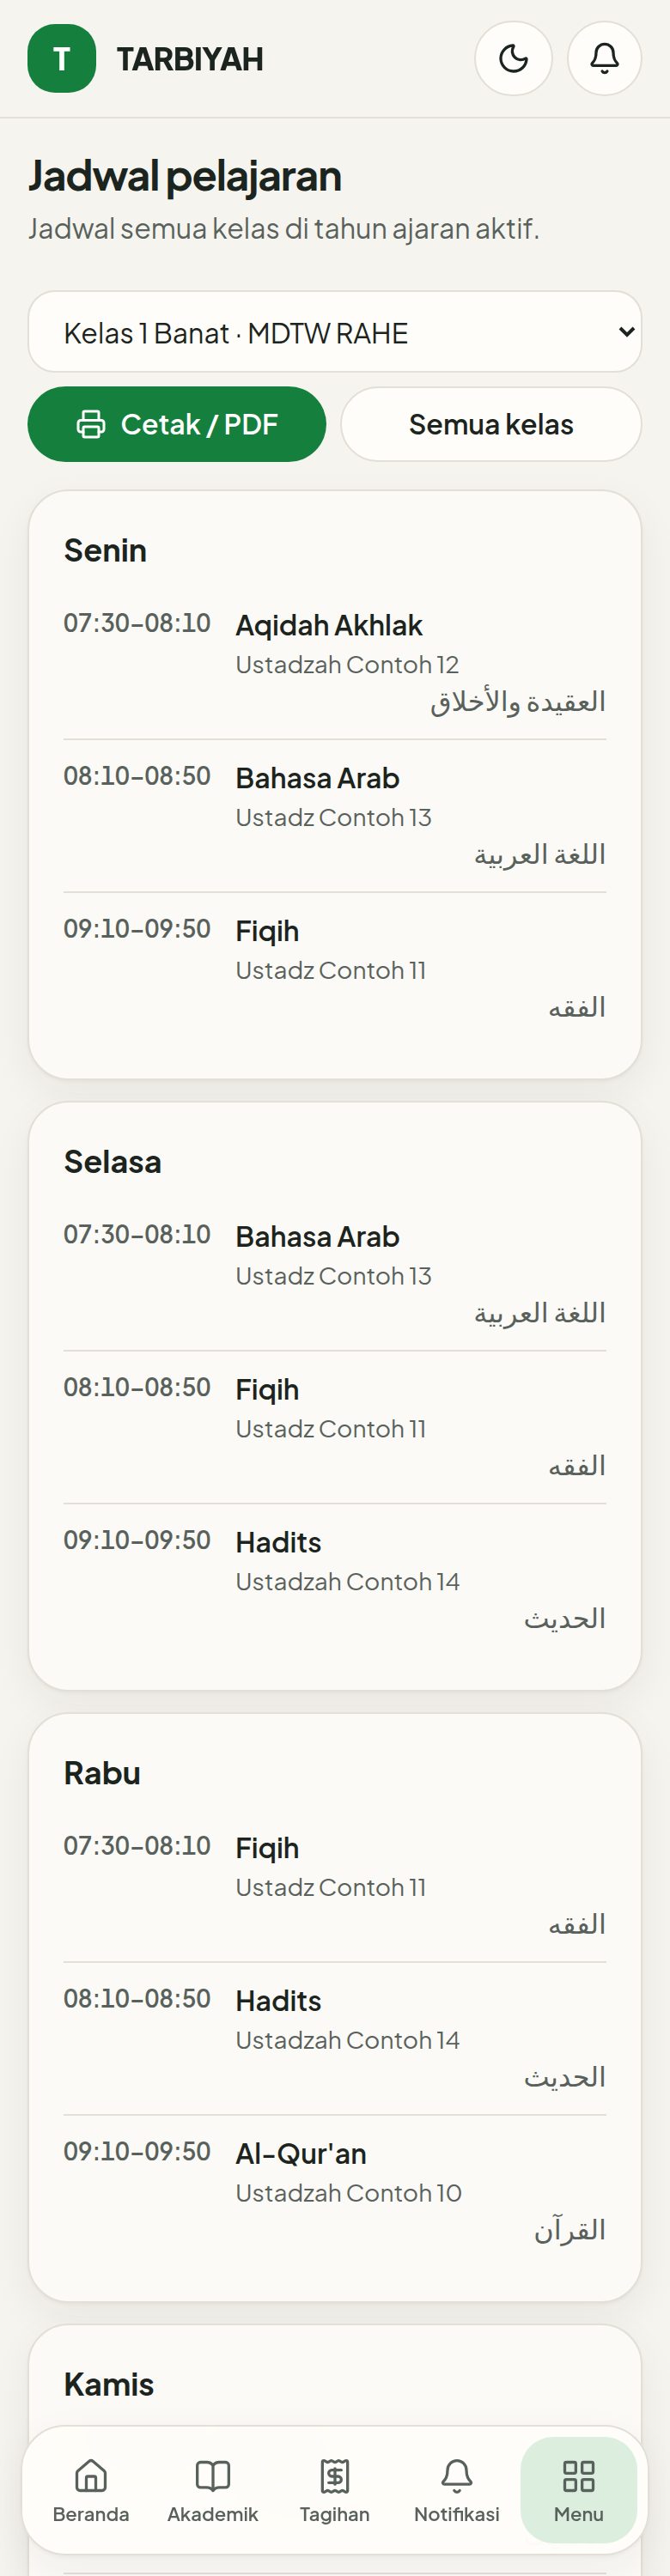 T TARBIYAH
Jadwal pelajaran
Jadwal semua kelas di tahun ajaran aktif.
Kelas 1 Banat · MDTW RAHE
Cetak / PDF Semua kelas
Senin
07:30–08:10 Aqidah Akhlak
Ustadzah Contoh 12
العقيدة والأخلاق
08:10–08:50 Bahasa Arab
Ustadz Contoh 13
اللغة العربية
09:10–09:50 Fiqih
Ustadz Contoh 11
الفقه
Selasa
07:30–08:10 Bahasa Arab
Ustadz Contoh 13
اللغة العربية
08:10–08:50 Fiqih
Ustadz Contoh 11
الفقه
09:10–09:50 Hadits
Ustadzah Contoh 14
الحديث
Rabu
07:30–08:10 Fiqih
Ustadz Contoh 11
الفقه
08:10–08:50 Hadits
Ustadzah Contoh 14
الحديث
09:10–09:50 Al-Qur'an
Ustadzah Contoh 10
القرآن
Kamis
Beranda Akademik Tagihan Notifikasi Menu